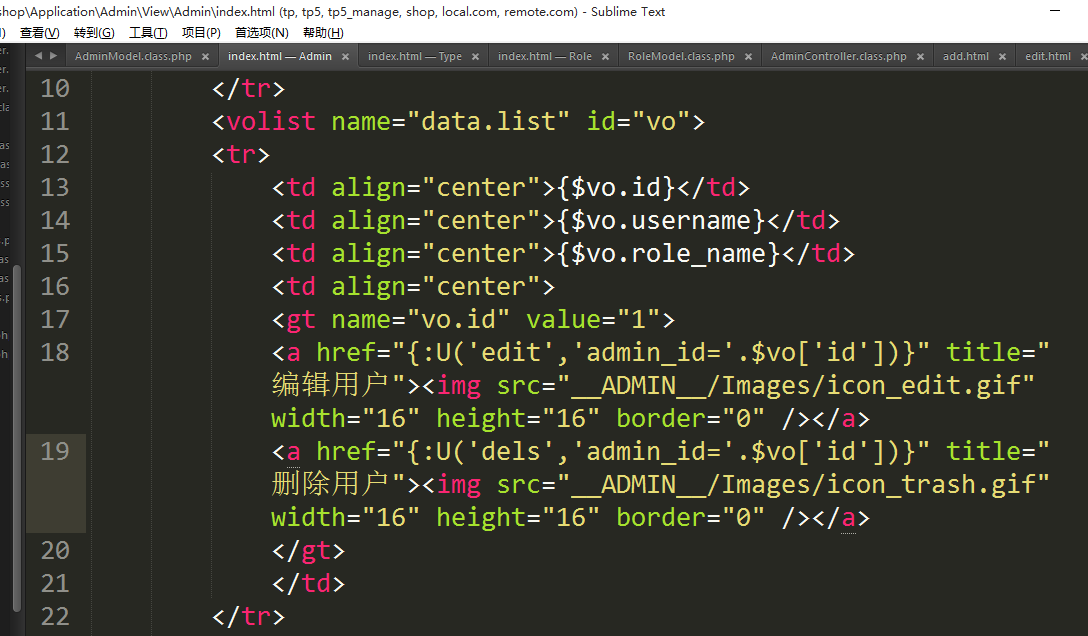 shop\Application\Admin\View\Admin\index.html (tp, tp5, tp5_manage, shop, local.com, remote.com) - Sublime Text
查看(V) 转到(G) 工具(T) 项目(P) 首选项(N) 帮助(H)
AdminModel.class.php × index.html — Admin × index.html — Type × index.html — Role × RoleModel.class.php × AdminController.class.php × add.html × edit.html ×
10 </tr>
11 <volist name="data.list" id="vo">
12 <tr>
13 <td align="center">{$vo.id}</td>
14 <td align="center">{$vo.username}</td>
15 <td align="center">{$vo.role_name}</td>
16 <td align="center">
17 <gt name="vo.id" value="1">
18 <a href="{:U('edit','admin_id='.$vo['id'])}" title="
编辑用户"><img src="__ADMIN__/Images/icon_edit.gif"
width="16" height="16" border="0" /></a>
19 <a href="{:U('dels','admin_id='.$vo['id'])}" title="
删除用户"><img src="__ADMIN__/Images/icon_trash.gif"
width="16" height="16" border="0" /></a>
20 </gt>
21 </td>
22 </tr>